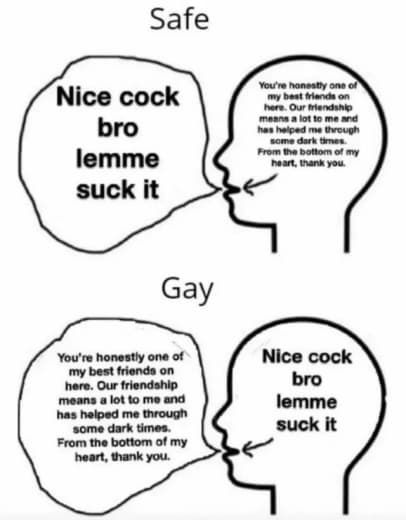 Safe
Nice cock
bro
lemme
suck it
You're honestly one of
my best friends on
here. Our friendship
means a lot to me and
has helped me through
some dark times.
From the bottom of my
heart, thank you.
Gay
You're honestly one of
my best friends on
here. Our friendship
means a lot to me and
has helped me through
some dark times.
From the bottom of my
heart, thank you.
Nice cock
bro
lemme
suck it